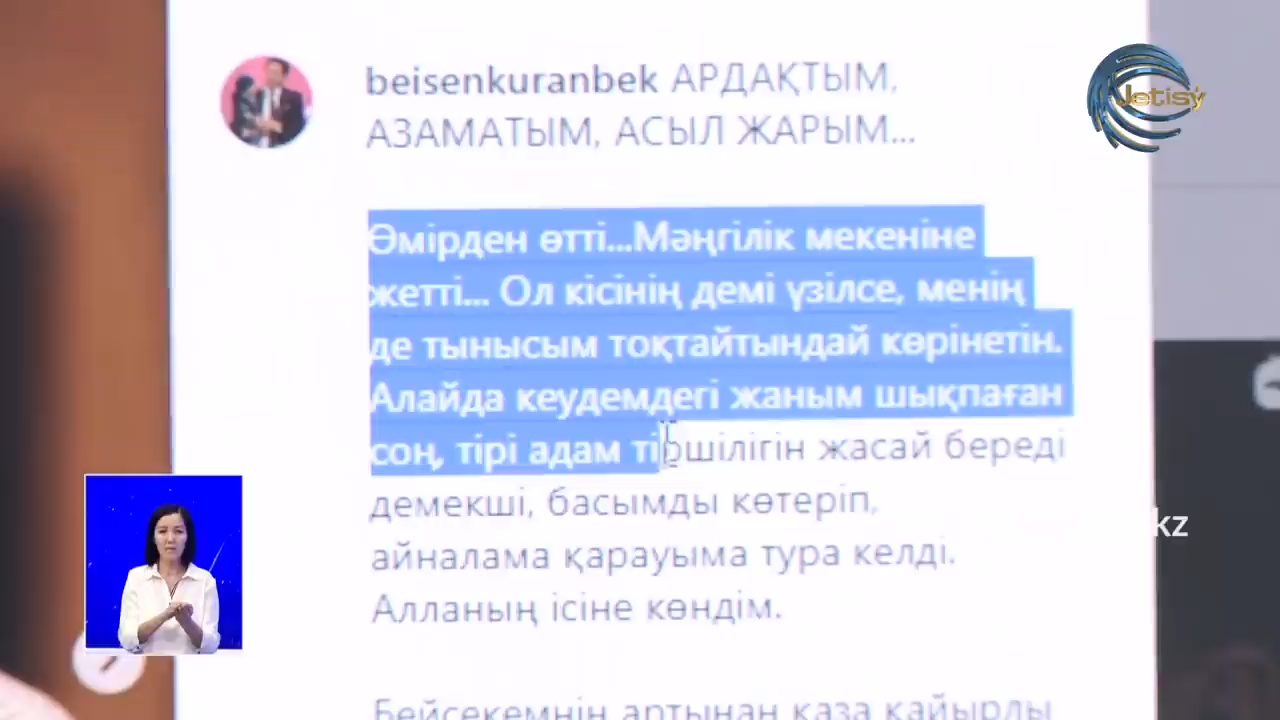 beisenkuranbek АРДАҚТЫМ,
АЗАМАТЫМ, АСЫЛ ЖАРЫМ...
Jetisý
Өмірден өтті...Мәңгілік мекеніне
жетті... Ол кісінің демі үзілсе, менің
де тынысым тоқтайтындай көрінетін.
Алайда кеудемдегі жаным шықпаған
соң, тірі адам тіршілігін жасай береді
демекші, басымды көтеріп,
айналама қарауыма тура келді.
Алланың ісіне көндім.
kz
Бейсекемнің артынан қаза қайырды